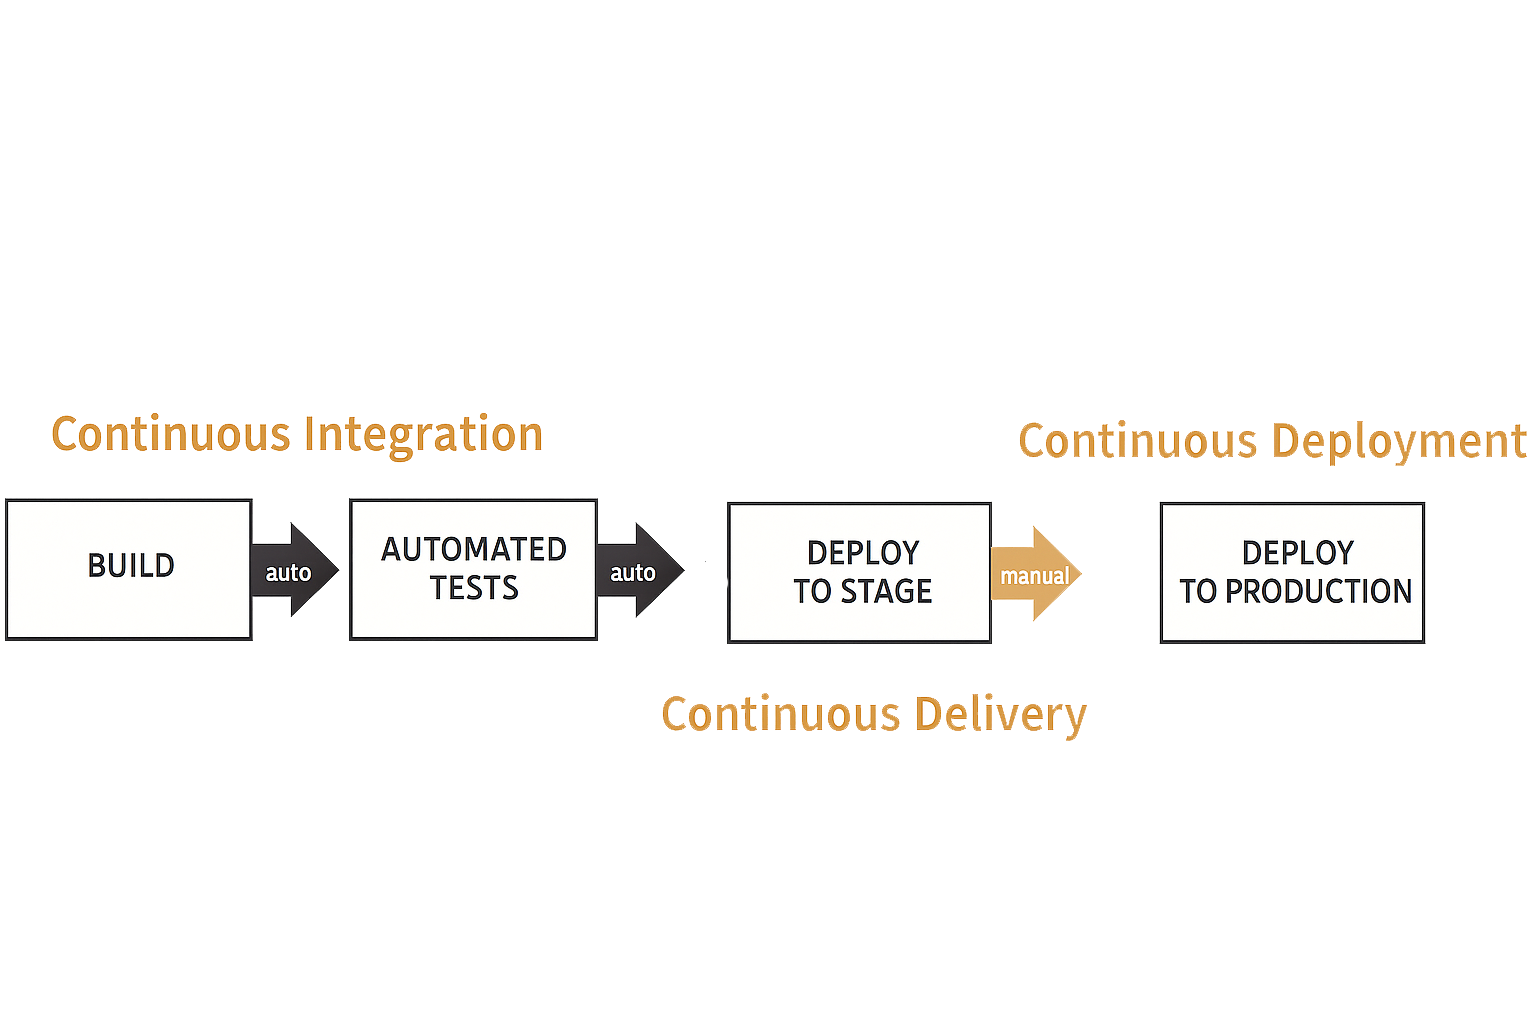 Continuous Integration
Continuous Deployment
BUILD
auto
AUTOMATED
TESTS
auto
DEPLOY
TO STAGE
manual
DEPLOY
TO PRODUCTION
Continuous Delivery